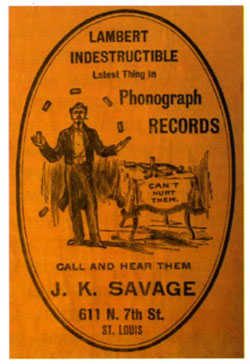 LAMBERT
INDESTRUCTIBLE
Latest Thing in
Phonograph
RECORDS
CAN'T
HURT
THEM.
CALL AND HEAR THEM
J. K. SAVAGE
611 N. 7th St.
ST. LOUIS